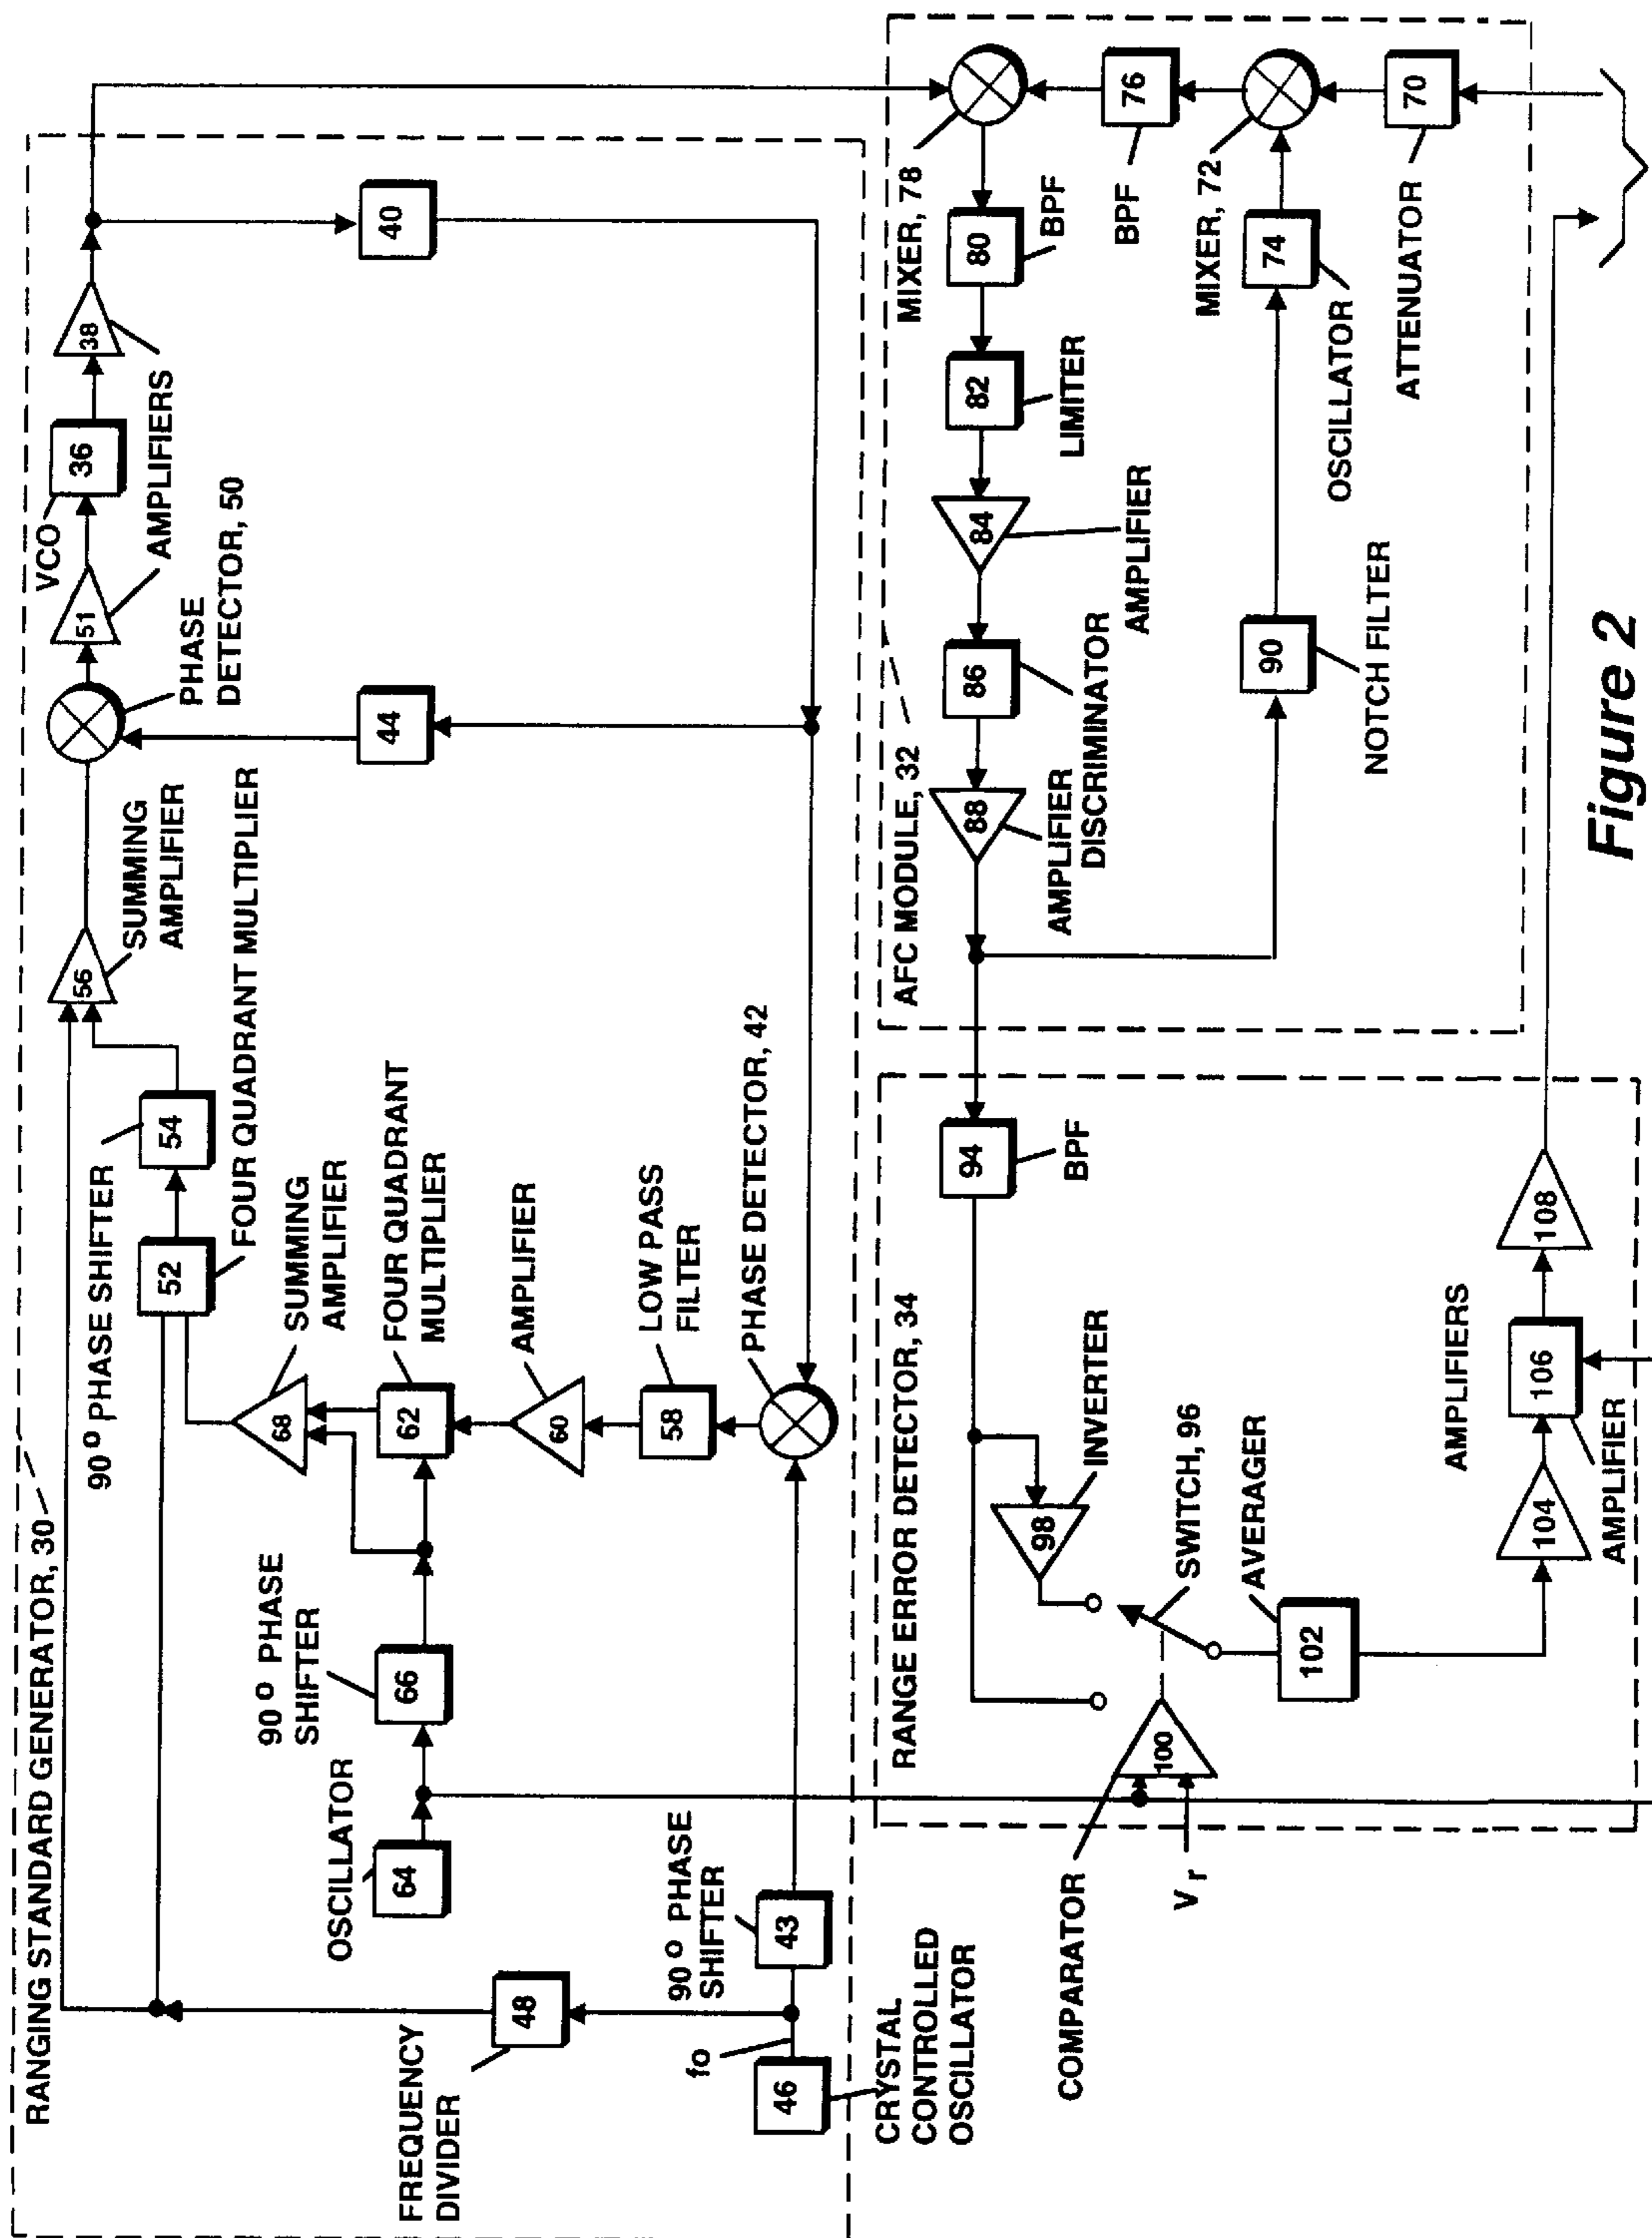 RANGING STANDARD GENERATOR, 30
FREQUENCY
DIVIDER
48
fo
46
CRYSTAL
CONTROLLED
OSCILLATOR
90° PHASE
SHIFTER
43
OSCILLATOR
64
90° PHASE
SHIFTER
66
90° PHASE SHIFTER
54
52
FOUR QUADRANT MULTIPLIER
56
SUMMING
AMPLIFIER
68
SUMMING
AMPLIFIER
62
FOUR QUADRANT
MULTIPLIER
60
AMPLIFIER
58
LOW PASS
FILTER
PHASE DETECTOR, 42
PHASE
DETECTOR, 50
51
VCO
36
38
AMPLIFIERS
40
44
AFC MODULE, 32
MIXER, 78
80
BPF
76
BPF
MIXER, 72
74
OSCILLATOR
70
ATTENUATOR
82
LIMITER
84
AMPLIFIER
86
DISCRIMINATOR
88
AMPLIFIER
90
NOTCH FILTER
RANGE ERROR DETECTOR, 34
94
BPF
98
INVERTER
SWITCH, 96
COMPARATOR
100
Vr
AVERAGER
102
104
AMPLIFIER
106
AMPLIFIERS
108
Figure 2